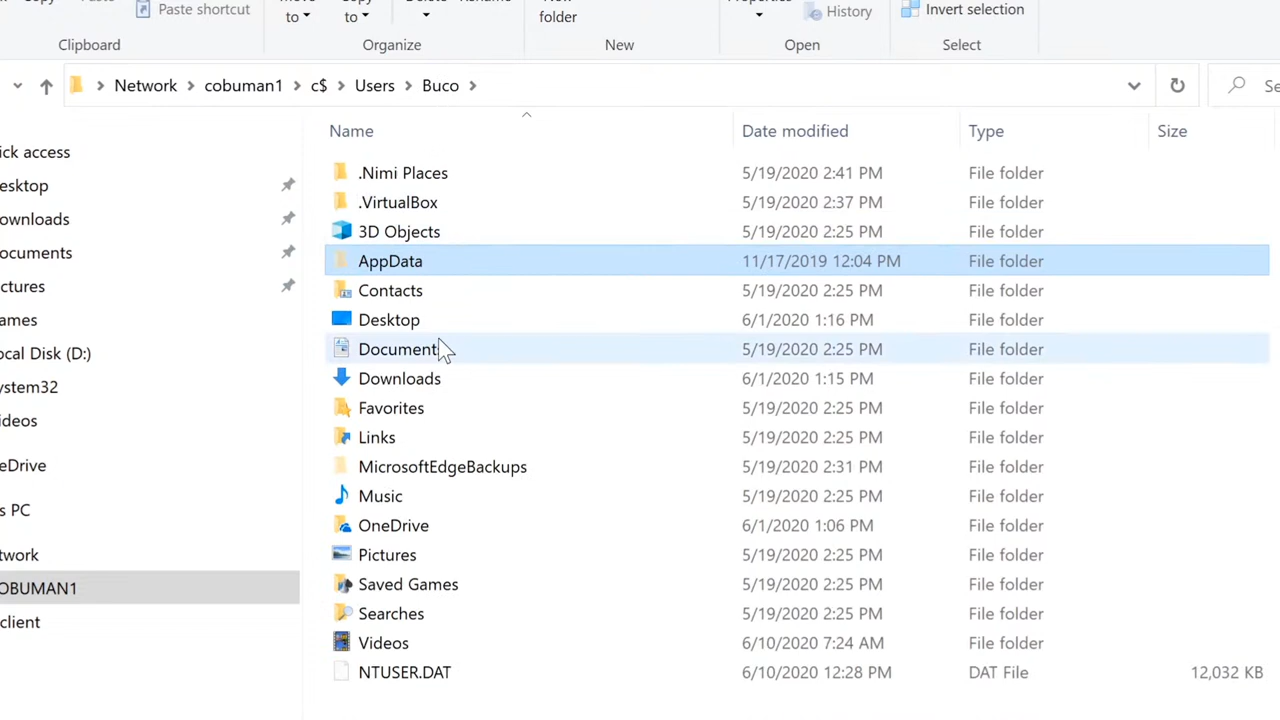 Paste shortcut
to
to
folder
History
Invert selection
Clipboard
Organize
New
Open
Select
Network
cobuman1
c$
Users
Buco
Name
Date modified
Type
Size
ick access
esktop
ownloads
ocuments
ctures
ames
ocal Disk (D:)
ystem32
ideos
eDrive
s PC
twork
OBUMAN1
client
.Nimi Places 5/19/2020 2:41 PM File folder
.VirtualBox 5/19/2020 2:37 PM File folder
3D Objects 5/19/2020 2:25 PM File folder
AppData 11/17/2019 12:04 PM File folder
Contacts 5/19/2020 2:25 PM File folder
Desktop 6/1/2020 1:16 PM File folder
Document 5/19/2020 2:25 PM File folder
Downloads 6/1/2020 1:15 PM File folder
Favorites 5/19/2020 2:25 PM File folder
Links 5/19/2020 2:25 PM File folder
MicrosoftEdgeBackups 5/19/2020 2:31 PM File folder
Music 5/19/2020 2:25 PM File folder
OneDrive 6/1/2020 1:06 PM File folder
Pictures 5/19/2020 2:25 PM File folder
Saved Games 5/19/2020 2:25 PM File folder
Searches 5/19/2020 2:25 PM File folder
Videos 6/10/2020 7:24 AM File folder
NTUSER.DAT 6/10/2020 12:28 PM DAT File 12,032 KB